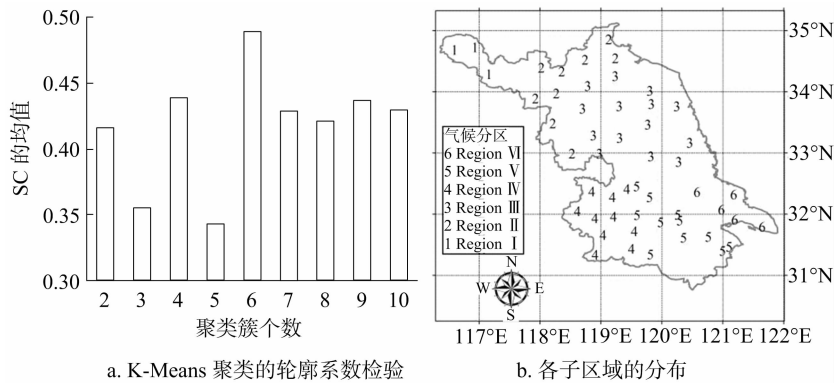 0.50
0.45
0.40
0.35
0.30
SC 的均值
2 3 4 5 6 7 8 9 10
聚类簇个数
a. K-Means 聚类的轮廓系数检验
35°N
34°N
33°N
32°N
31°N
气候分区
6 Region Ⅵ
5 Region Ⅴ
4 Region Ⅳ
3 Region Ⅲ
2 Region Ⅱ
1 Region Ⅰ
N
W E
S
117°E 118°E 119°E 120°E 121°E 122°E
b. 各子区域的分布